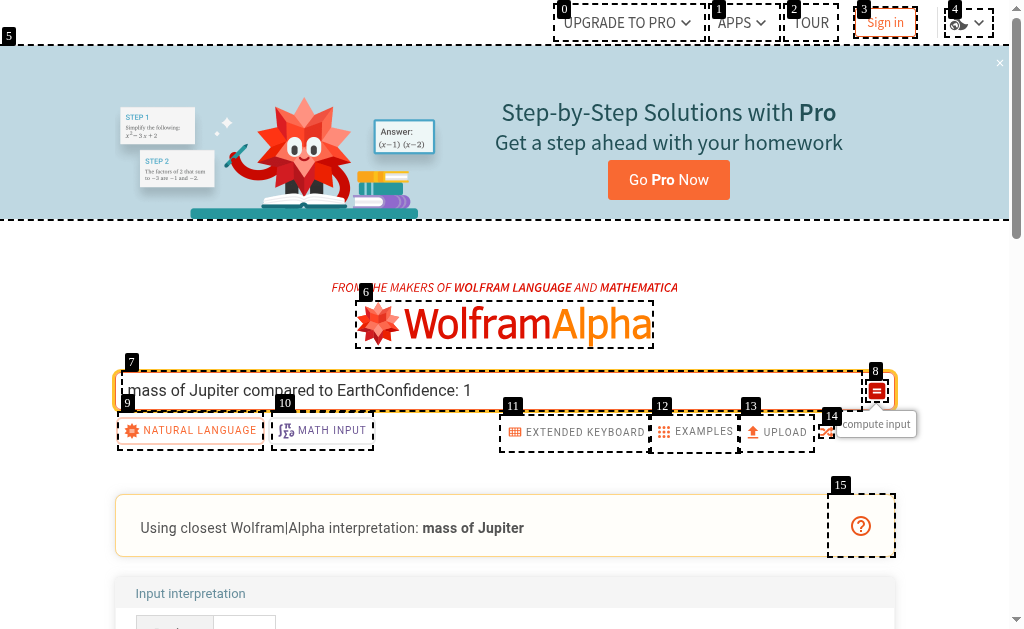 0 UPGRADE TO PRO 1 APPS 2 TOUR 3 Sign in 4
5
STEP 1
Simplify the following:
x²−3x+2
STEP 2
The factors of 2 that sum
to −3 are −1 and −2.
Answer:
(x−1) (x−2)
Step-by-Step Solutions with Pro
Get a step ahead with your homework
Go Pro Now
×
FROM THE MAKERS OF WOLFRAM LANGUAGE AND MATHEMATICA
6
WolframAlpha
7 8
mass of Jupiter compared to EarthConfidence: 1
=
9 10 11 12 13 14
NATURAL LANGUAGE MATH INPUT EXTENDED KEYBOARD EXAMPLES UPLOAD
compute input
15
Using closest Wolfram|Alpha interpretation: mass of Jupiter
?
Input interpretation